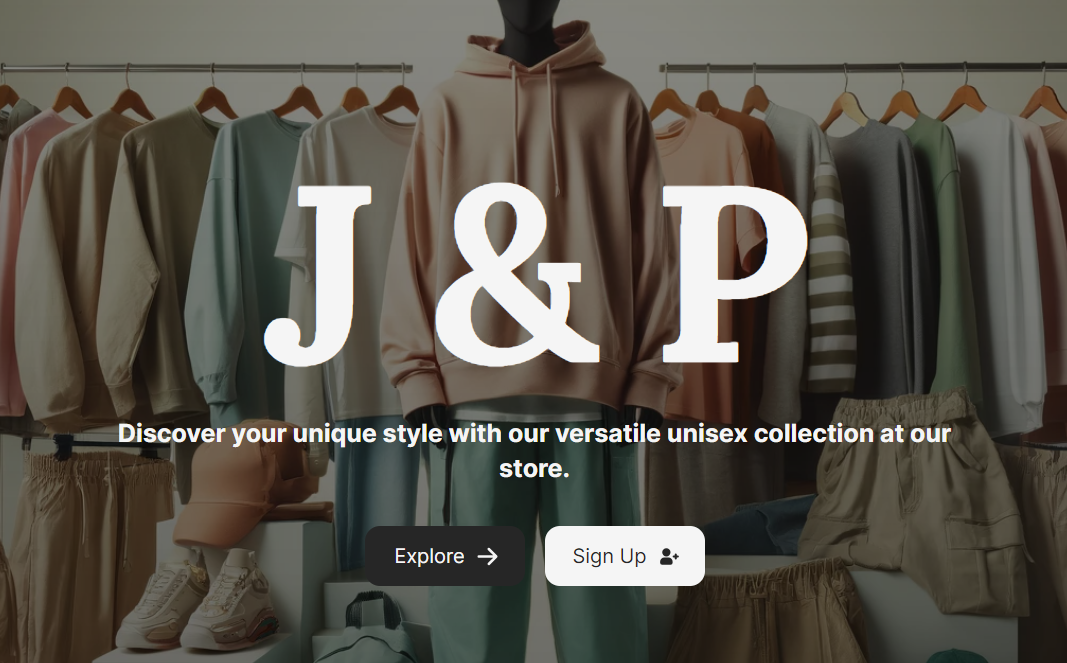 J & P
Discover your unique style with our versatile unisex collection at our
store.
Explore
Sign Up